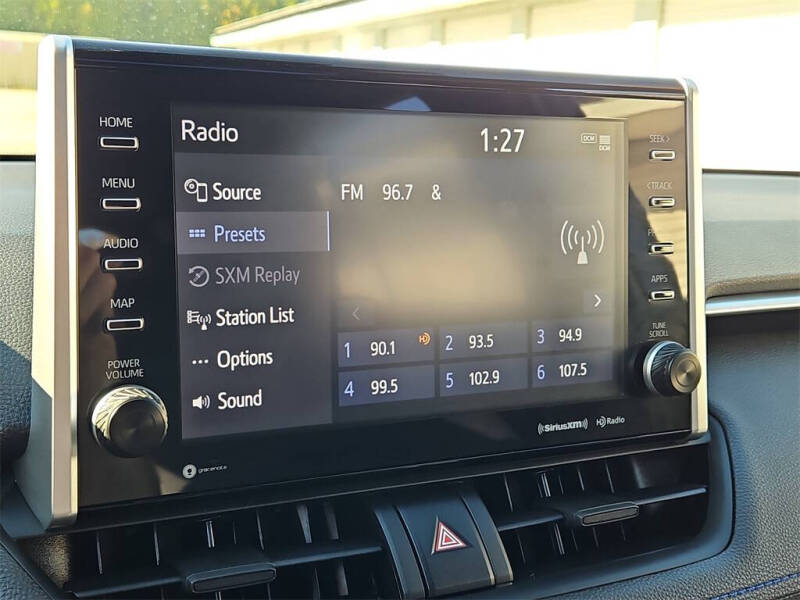 HOME
MENU
AUDIO
MAP
POWER
VOLUME
Radio
1:27
DCM
DCM
Source
Presets
SXM Replay
Station List
Options
Sound
FM 96.7 &
1 90.1 HD
2 93.5
3 94.9
4 99.5
5 102.9
6 107.5
SEEK >
< TRACK
APPS
TUNE
SCROLL
gracenote
((SiriusXM))
HD Radio